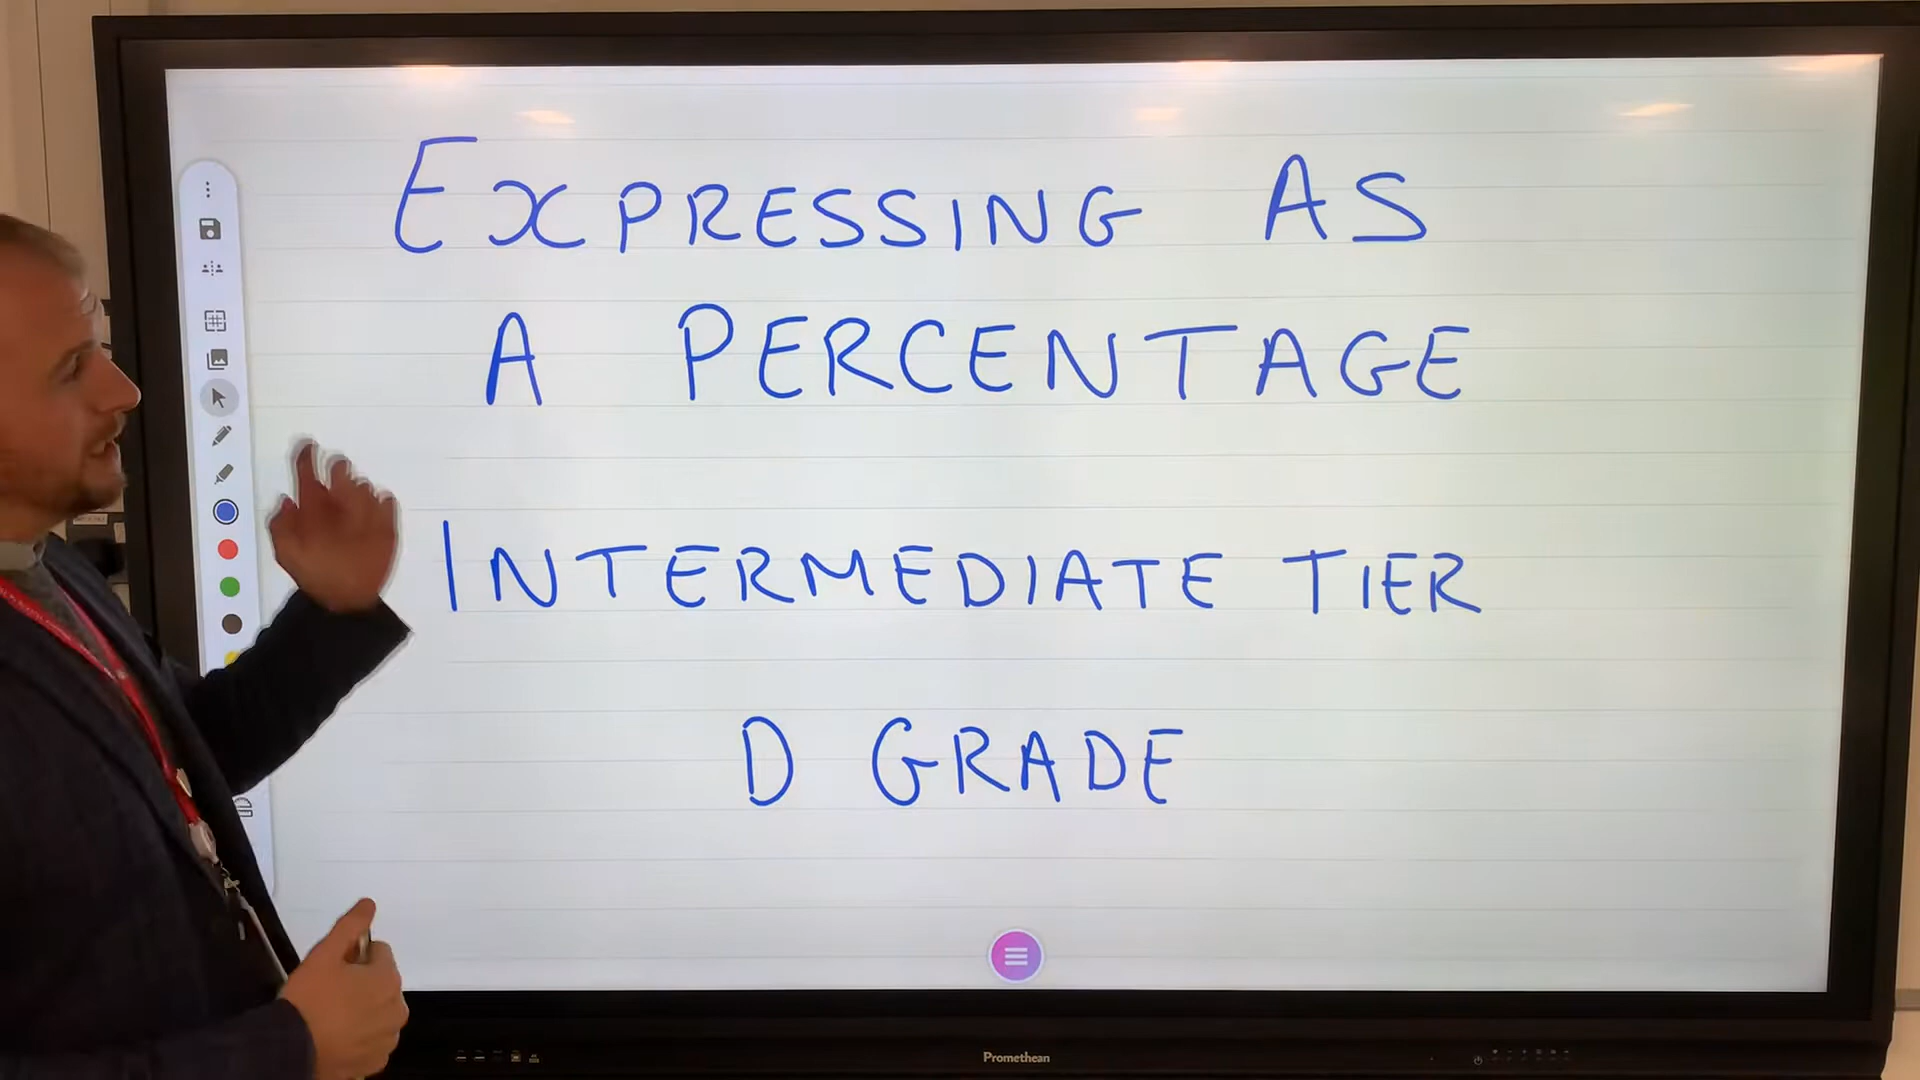 EXPRESSING AS
A PERCENTAGE
INTERMEDIATE TIER
D GRADE
Promethean